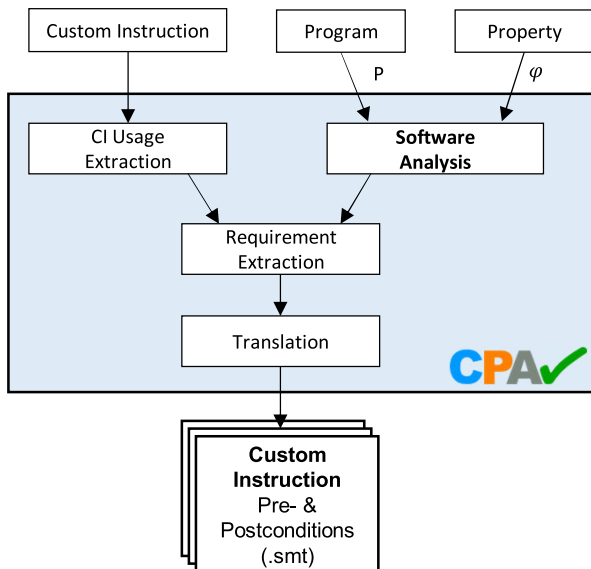 Custom Instruction
Program
Property
P
φ
CI Usage
Extraction
Software
Analysis
Requirement
Extraction
Translation
CPA
Custom
Instruction
Pre- &
Postconditions
(.smt)